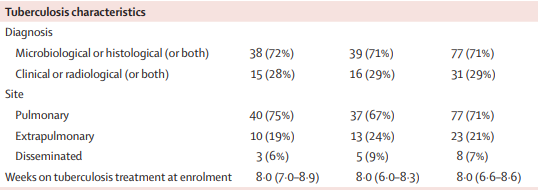 Tuberculosis characteristics
Diagnosis
Microbiological or histological (or both) 38 (72%) 39 (71%) 77 (71%)
Clinical or radiological (or both) 15 (28%) 16 (29%) 31 (29%)
Site
Pulmonary 40 (75%) 37 (67%) 77 (71%)
Extrapulmonary 10 (19%) 13 (24%) 23 (21%)
Disseminated 3 (6%) 5 (9%) 8 (7%)
Weeks on tuberculosis treatment at enrolment 8·0 (7·0–8·9) 8·0 (6·0–8·3) 8·0 (6·6–8·6)